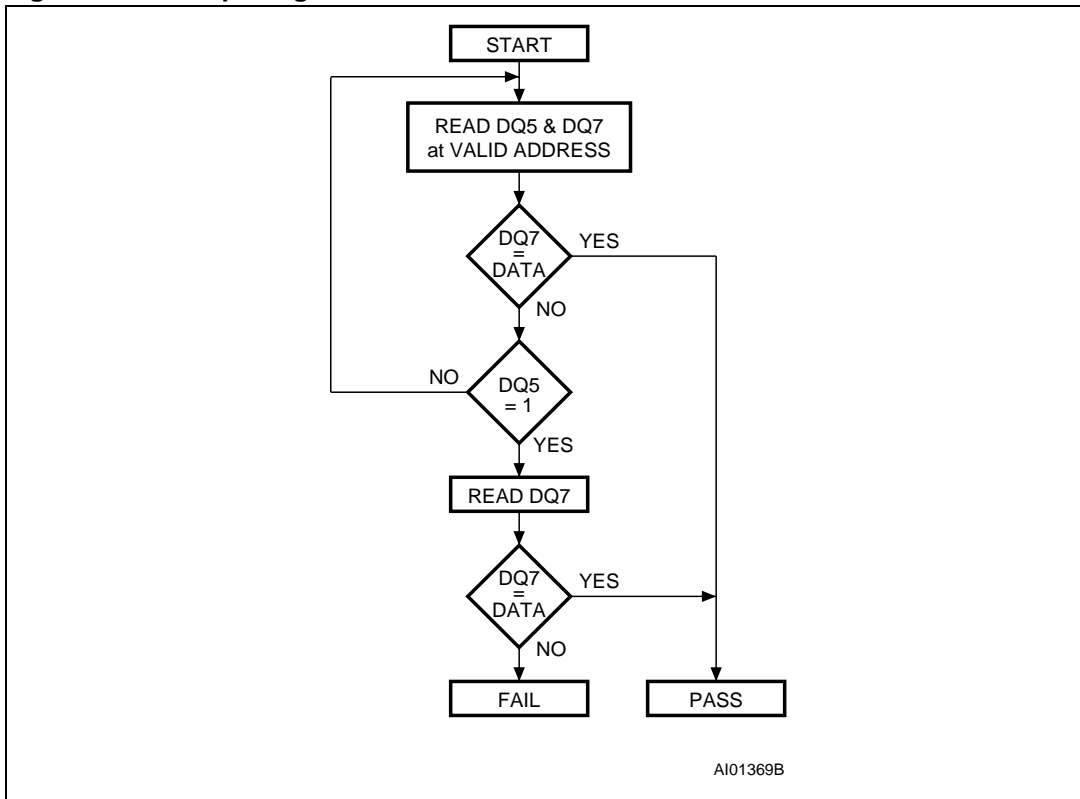 START
READ DQ5 & DQ7
at VALID ADDRESS
DQ7
=
DATA
YES
NO
NO
DQ5
= 1
YES
READ DQ7
DQ7
=
DATA
YES
NO
FAIL
PASS
AI01369B